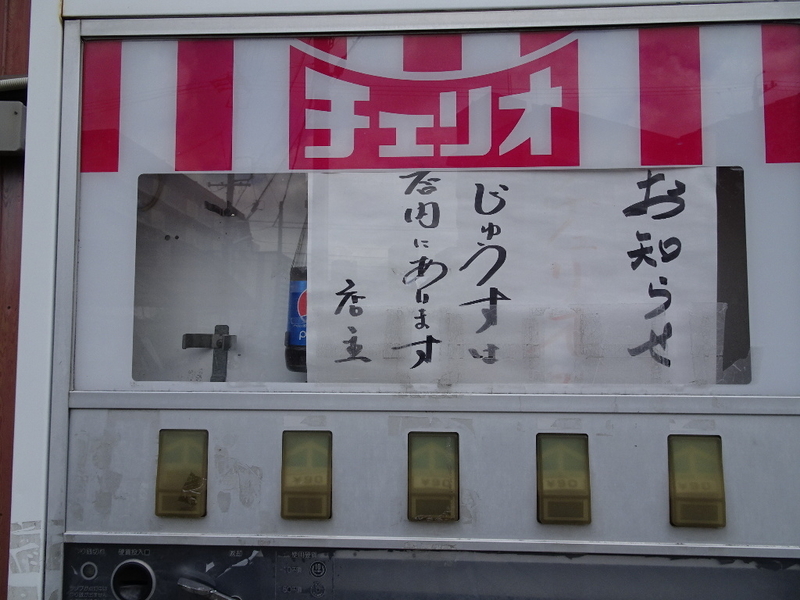 チェリオ
お知らせ
じゅうすは
店内にあります
店主